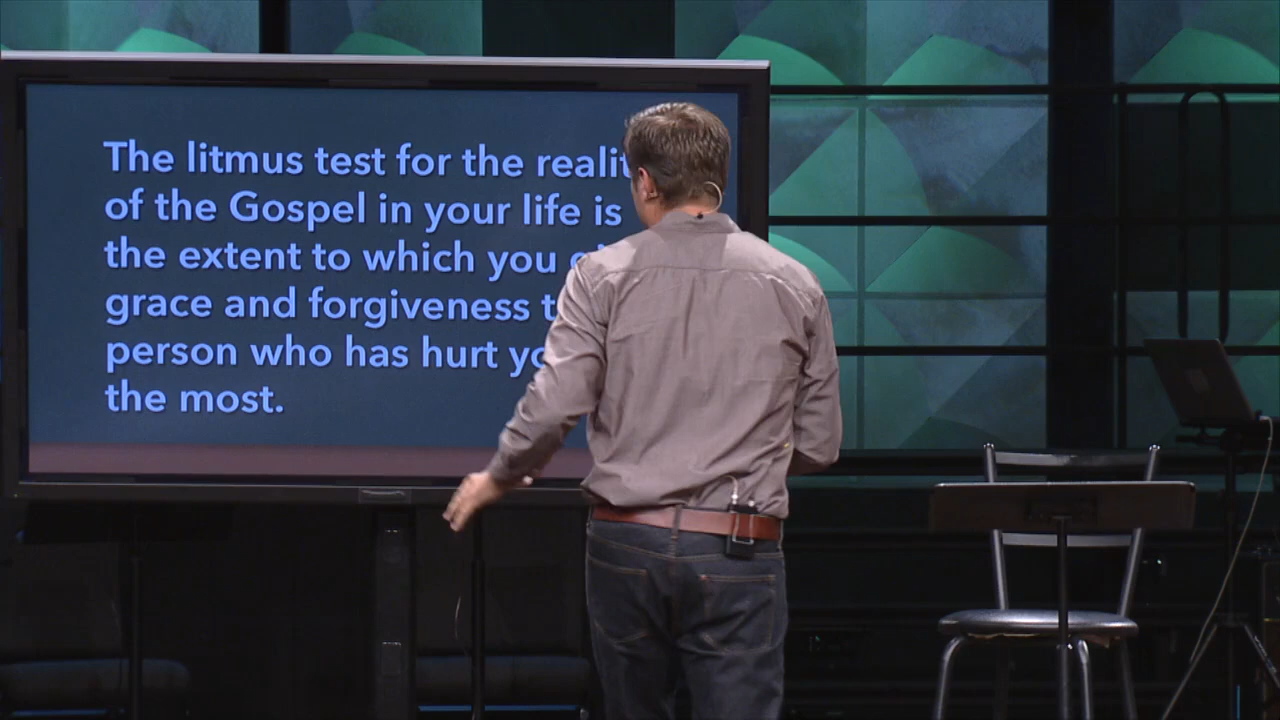 The litmus test for the realit
of the Gospel in your life is
the extent to which you
grace and forgiveness
person who has hurt
the most.